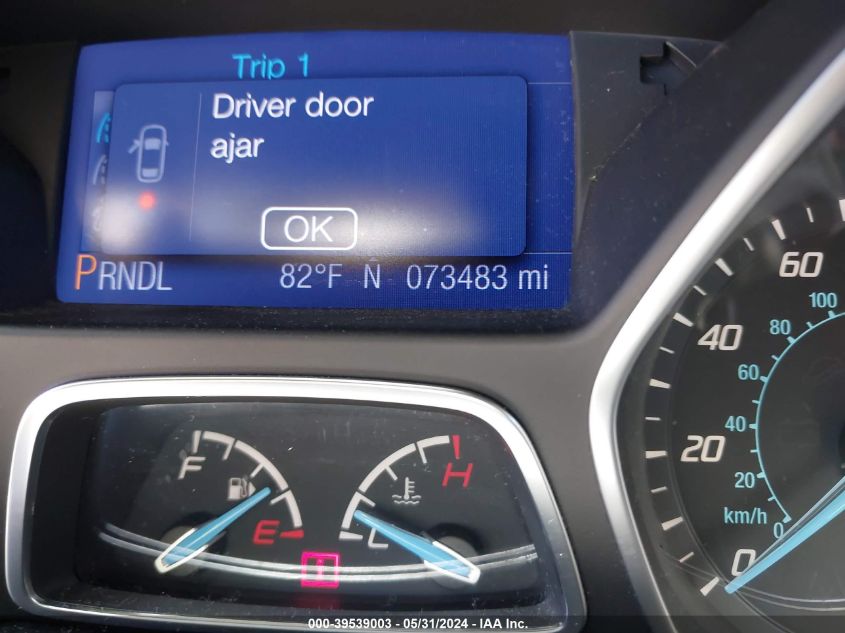 Trip 1
Driver door
ajar
OK
PRNDL 82°F N̂ 073483 mi
60
100
80
40
60
F
H
40
20
20
E
C
km/h
0
0
000-39539003 - 05/31/2024 - IAA Inc.